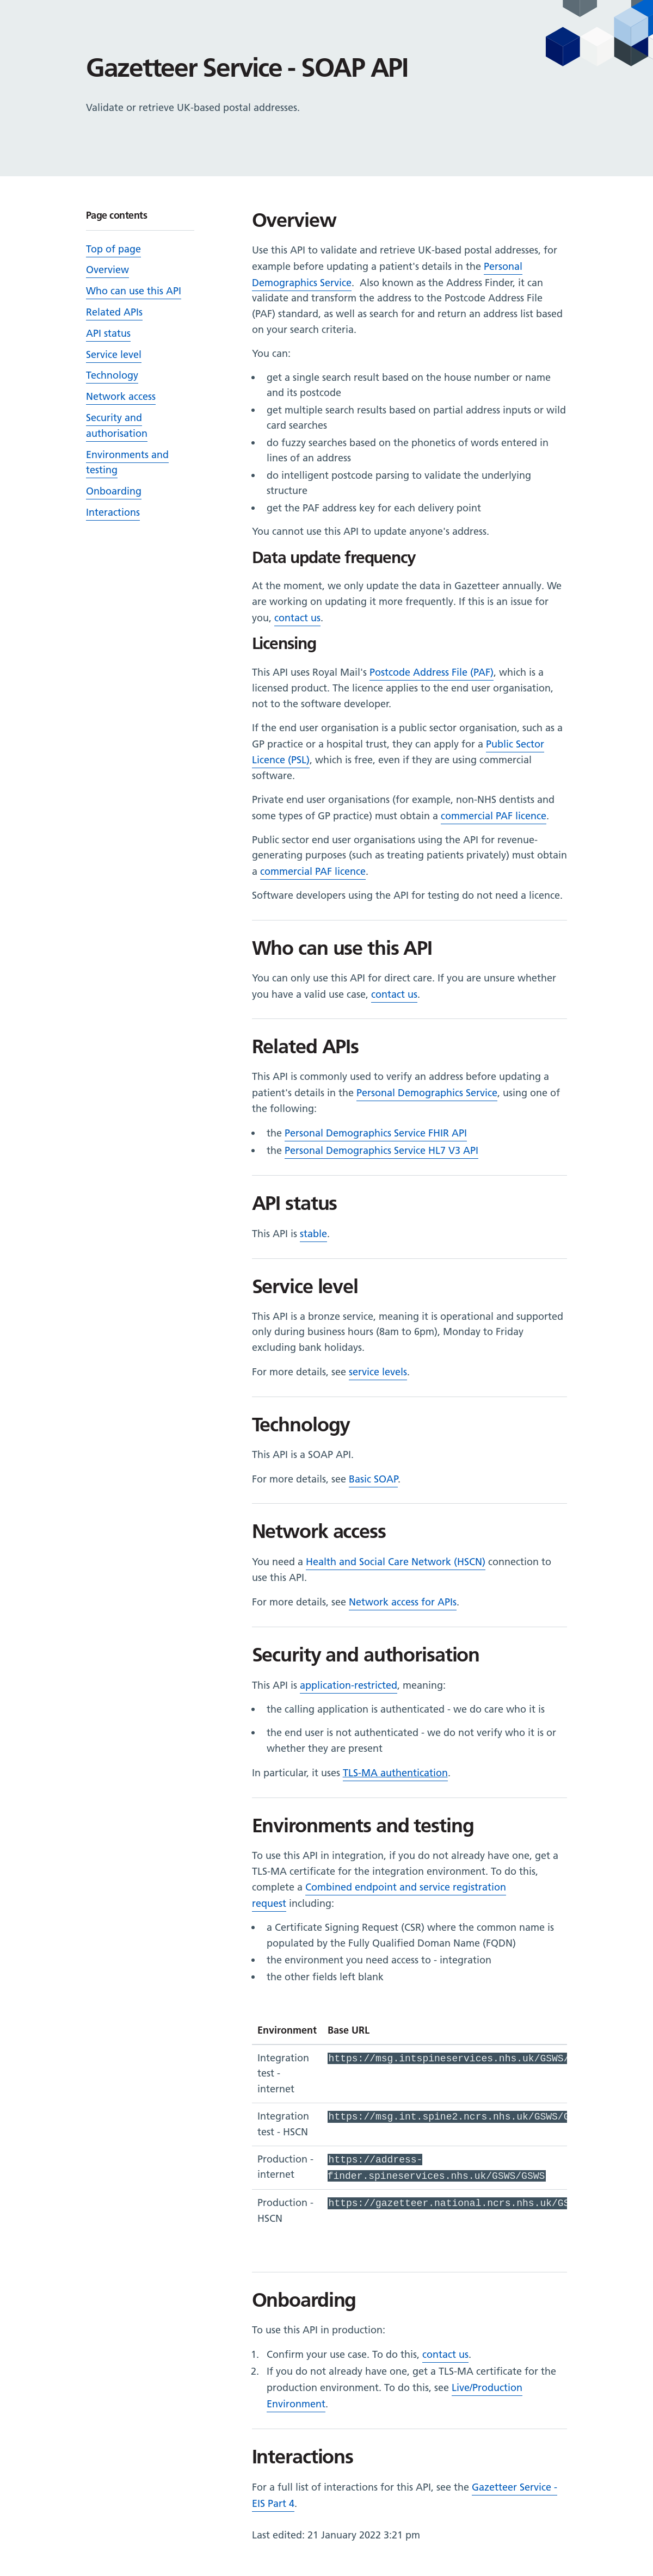 Gazetteer Service - SOAP API
Validate or retrieve UK-based postal addresses.
Page contents
Top of page
Overview
Who can use this API
Related APIs
API status
Service level
Technology
Network access
Security and
authorisation
Environments and
testing
Onboarding
Interactions
Overview
Use this API to validate and retrieve UK-based postal addresses, for
example before updating a patient's details in the Personal
Demographics Service.  Also known as the Address Finder, it can
validate and transform the address to the Postcode Address File
(PAF) standard, as well as search for and return an address list based
on your search criteria.
You can:
• get a single search result based on the house number or name
and its postcode
• get multiple search results based on partial address inputs or wild
card searches
• do fuzzy searches based on the phonetics of words entered in
lines of an address
• do intelligent postcode parsing to validate the underlying
structure
• get the PAF address key for each delivery point
You cannot use this API to update anyone's address.
Data update frequency
At the moment, we only update the data in Gazetteer annually. We
are working on updating it more frequently. If this is an issue for
you, contact us.
Licensing
This API uses Royal Mail's Postcode Address File (PAF), which is a
licensed product. The licence applies to the end user organisation,
not to the software developer.
If the end user organisation is a public sector organisation, such as a
GP practice or a hospital trust, they can apply for a Public Sector
Licence (PSL), which is free, even if they are using commercial
software.
Private end user organisations (for example, non-NHS dentists and
some types of GP practice) must obtain a commercial PAF licence.
Public sector end user organisations using the API for revenue-
generating purposes (such as treating patients privately) must obtain
a commercial PAF licence.
Software developers using the API for testing do not need a licence.
Who can use this API
You can only use this API for direct care. If you are unsure whether
you have a valid use case, contact us.
Related APIs
This API is commonly used to verify an address before updating a
patient's details in the Personal Demographics Service, using one of
the following:
• the Personal Demographics Service FHIR API
• the Personal Demographics Service HL7 V3 API
API status
This API is stable.
Service level
This API is a bronze service, meaning it is operational and supported
only during business hours (8am to 6pm), Monday to Friday
excluding bank holidays.
For more details, see service levels.
Technology
This API is a SOAP API.
For more details, see Basic SOAP.
Network access
You need a Health and Social Care Network (HSCN) connection to
use this API.
For more details, see Network access for APIs.
Security and authorisation
This API is application-restricted, meaning:
• the calling application is authenticated - we do care who it is
• the end user is not authenticated - we do not verify who it is or
whether they are present
In particular, it uses TLS-MA authentication.
Environments and testing
To use this API in integration, if you do not already have one, get a
TLS-MA certificate for the integration environment. To do this,
complete a Combined endpoint and service registration
request including:
• a Certificate Signing Request (CSR) where the common name is
populated by the Fully Qualified Doman Name (FQDN)
• the environment you need access to - integration
• the other fields left blank
Environment Base URL
Integration https://msg.intspineservices.nhs.uk/GSWS/
test -
internet
Integration https://msg.int.spine2.ncrs.nhs.uk/GSWS/G
test - HSCN
Production - https://address-
internet finder.spineservices.nhs.uk/GSWS/GSWS
Production - https://gazetteer.national.ncrs.nhs.uk/GS
HSCN
Onboarding
To use this API in production:
1. Confirm your use case. To do this, contact us.
2. If you do not already have one, get a TLS-MA certificate for the
production environment. To do this, see Live/Production
Environment.
Interactions
For a full list of interactions for this API, see the Gazetteer Service -
EIS Part 4.
Last edited: 21 January 2022 3:21 pm